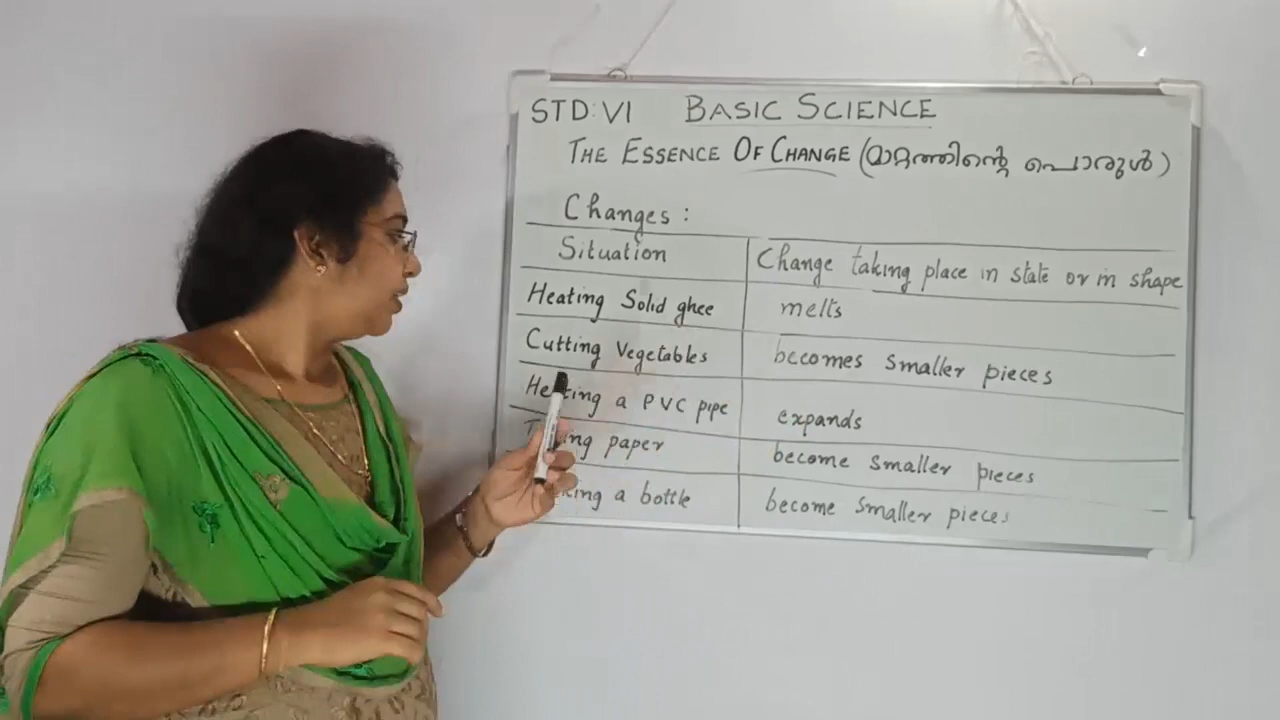 STD: VI BASIC SCIENCE
THE ESSENCE OF CHANGE (മാറ്റത്തിന്റെ പൊരുൾ)
Changes :
Situation Change taking place in state or in shape
Heating Solid ghee melts
Cutting Vegetables becomes smaller pieces
Heating a PVC pipe expands
paper become smaller pieces
a bottle become smaller pieces